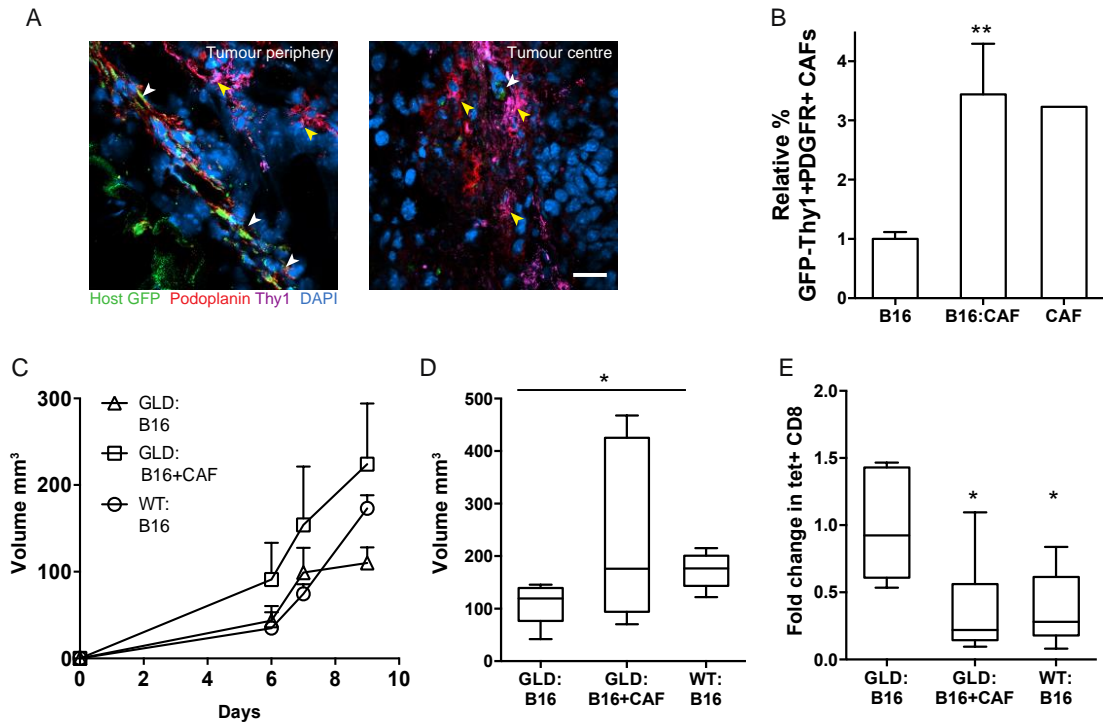 A
Tumour periphery
Tumour centre
Host GFP Podoplanin Thy1 DAPI
B
Relative %
GFP-Thy1+PDGFR+ CAFs
4
3
2
1
0
**
B16
B16:CAF
CAF
C
Volume mm³
300
200
100
0
GLD:
B16
GLD:
B16+CAF
WT:
B16
0 2 4 6 8 10
Days
D
Volume mm³
500
400
300
200
100
0
*
GLD:
B16
GLD:
B16+CAF
WT:
B16
E
Fold change in tet+ CD8
2.0
1.5
1.0
0.5
0.0
*
*
GLD:
B16
GLD:
B16+CAF
WT:
B16